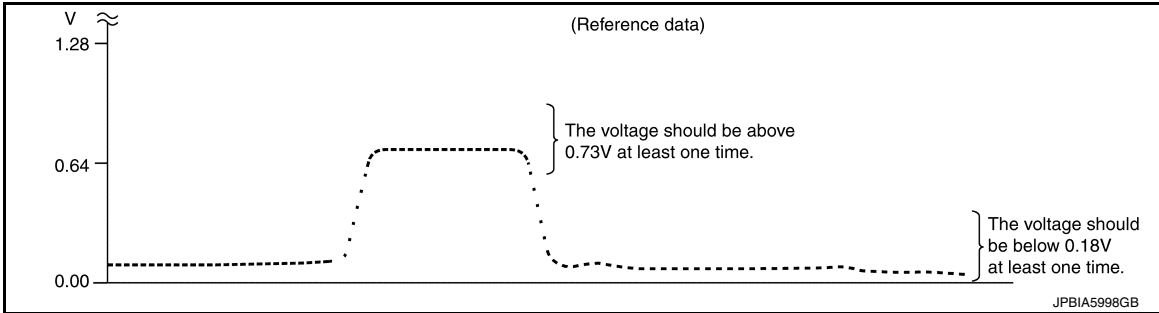 V
(Reference data)
1.28
The voltage should be above
0.73V at least one time.
0.64
The voltage should
be below 0.18V
at least one time.
0.00
JPBIA5998GB